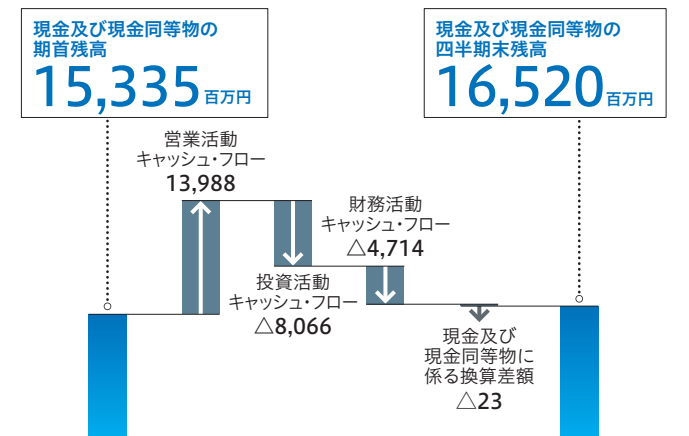 現金及び現金同等物の
期首残高
15,335百万円
現金及び現金同等物の
四半期末残高
16,520百万円
営業活動
キャッシュ・フロー
13,988
財務活動
キャッシュ・フロー
△4,714
投資活動
キャッシュ・フロー
△8,066
現金及び
現金同等物に
係る換算差額
△23